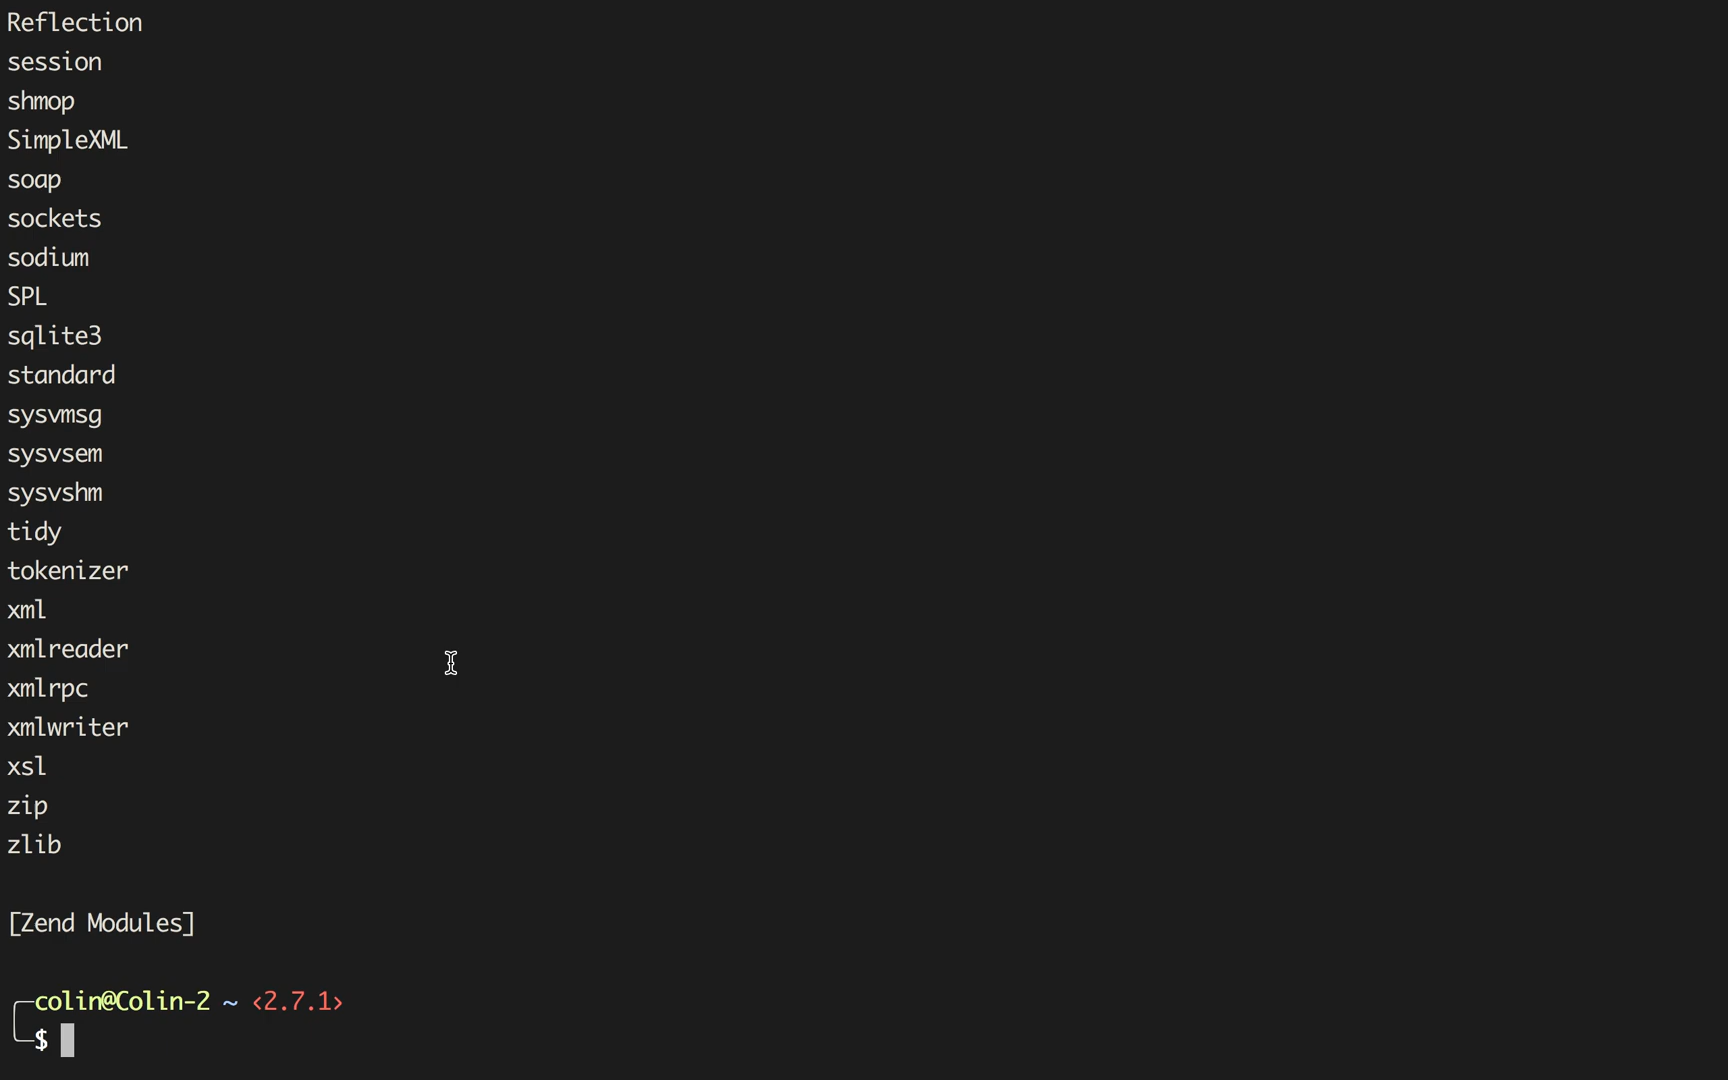 Reflection
session
shmop
SimpleXML
soap
sockets
sodium
SPL
sqlite3
standard
sysvmsg
sysvsem
sysvshm
tidy
tokenizer
xml
xmlreader
xmlrpc
xmlwriter
xsl
zip
zlib
[Zend Modules]
colin@Colin-2 ~ ‹2.7.1›
$